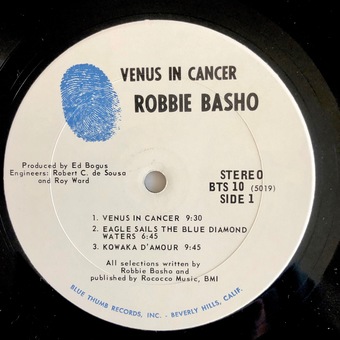 VENUS IN CANCER
ROBBIE BASHO
Produced by Ed Bogus
Engineers: Robert C. de Sousa
and Roy Ward
STEREO
BTS 10 (5019)
SIDE 1
1. VENUS IN CANCER 9:30
2. EAGLE SAILS THE BLUE DIAMOND
WATERS 6:45
3. KOWAKA D'AMOUR 9:45
All selections written by
Robbie Basho and
published by Rococco Music, BMI
BLUE THUMB RECORDS, INC. - BEVERLY HILLS, CALIF.